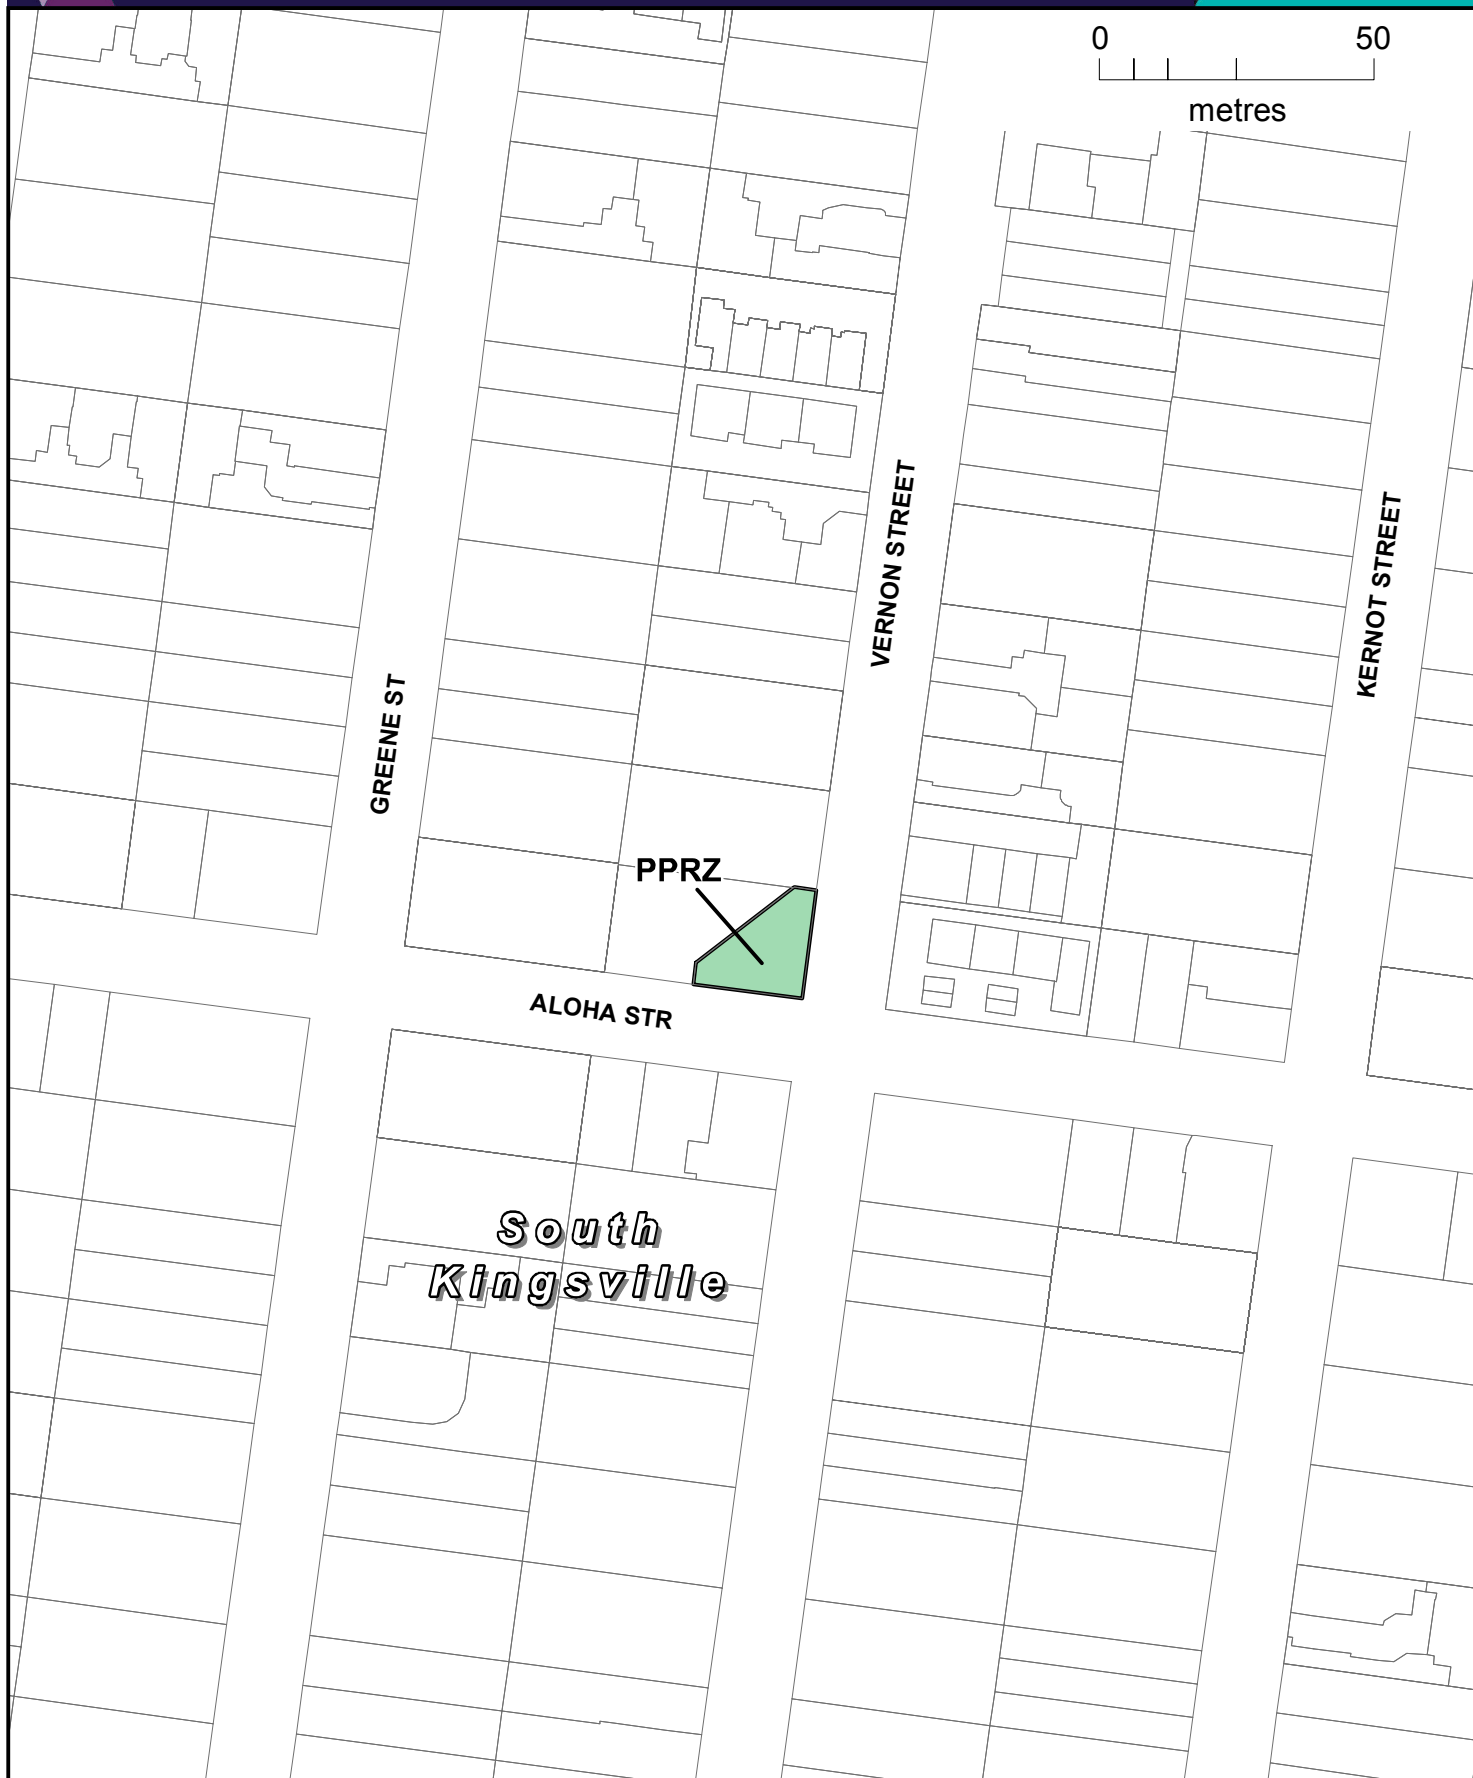 0 50
metres
VERNON STREET
KERNOT STREET
GREENE ST
PPRZ
ALOHA STR
South
Kingsville